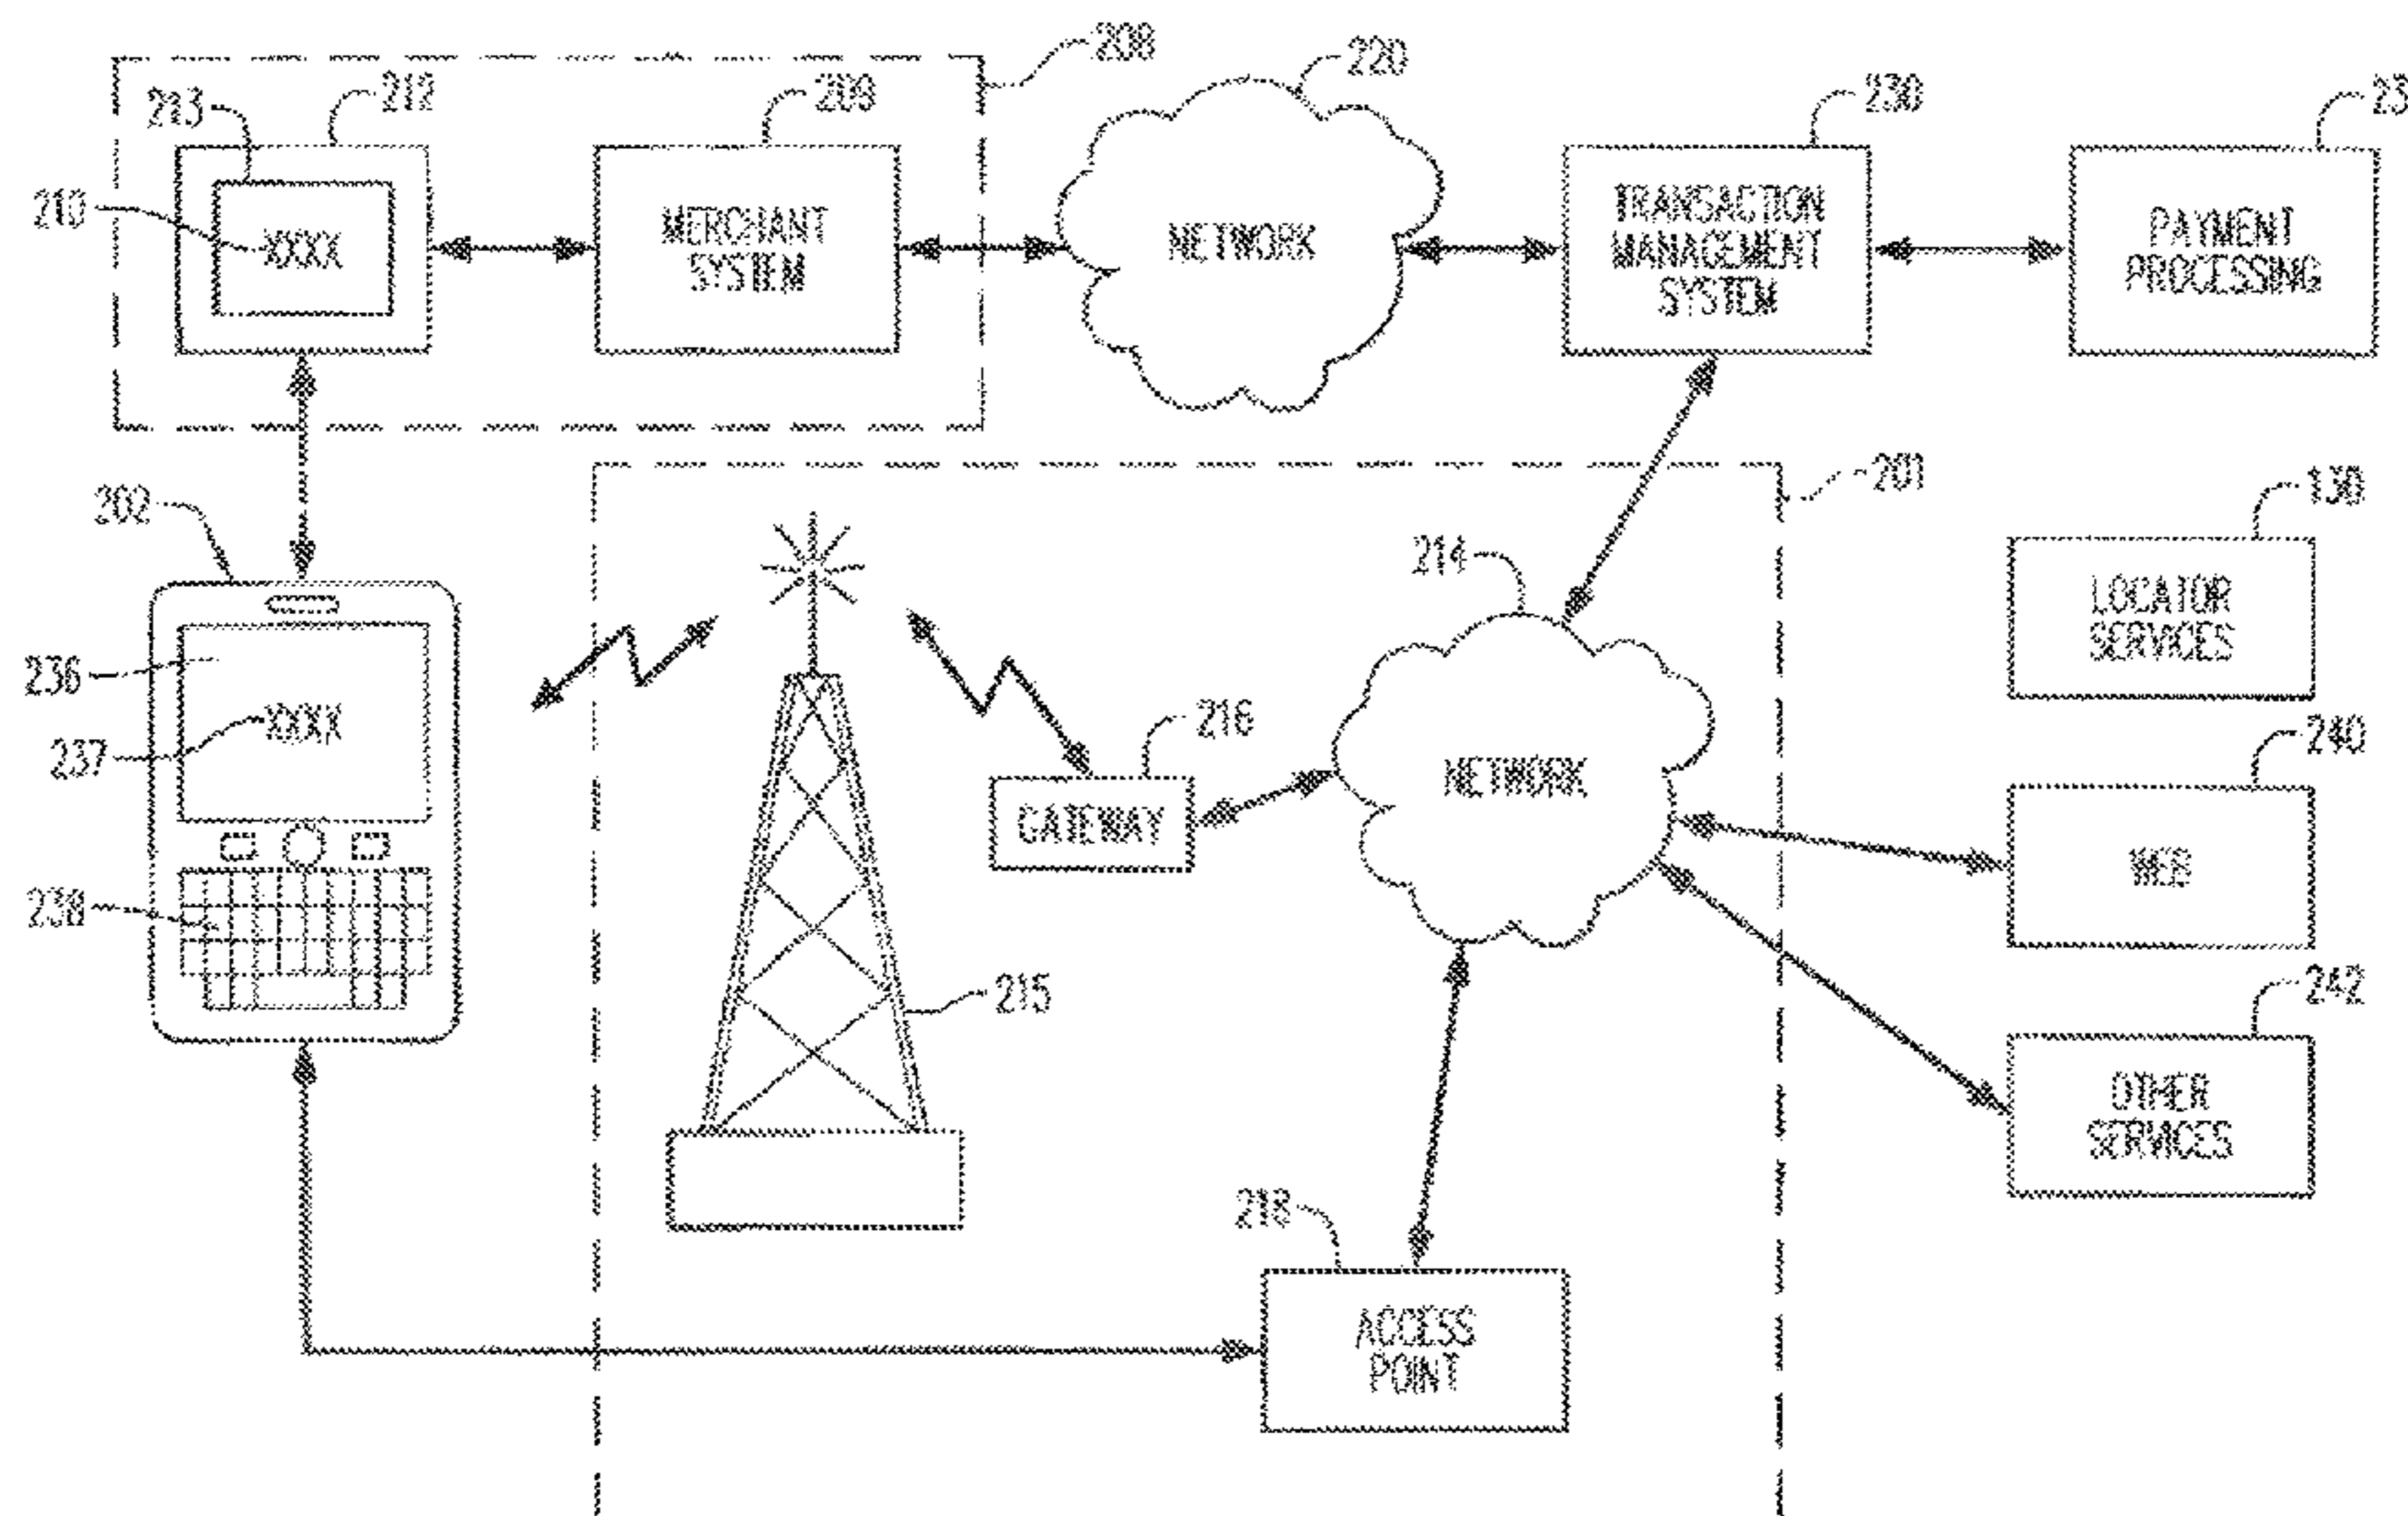 208
220
213
212
209
230
23
210
XXXX
MERCHANT
SYSTEM
NETWORK
TRANSACTION
MANAGEMENT
SYSTEM
PAYMENT
PROCESSING
202
201
130
214
LOCATOR
SERVICES
236
XXXX
237
216
240
GATEWAY
NETWORK
WEB
238
215
242
OTHER
SERVICES
218
ACCESS
POINT